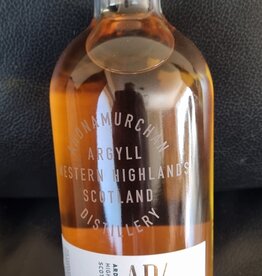 ARDNAMURCHAN
ARGYLL
WESTERN HIGHLANDS
SCOTLAND
DISTILLERY
AD/